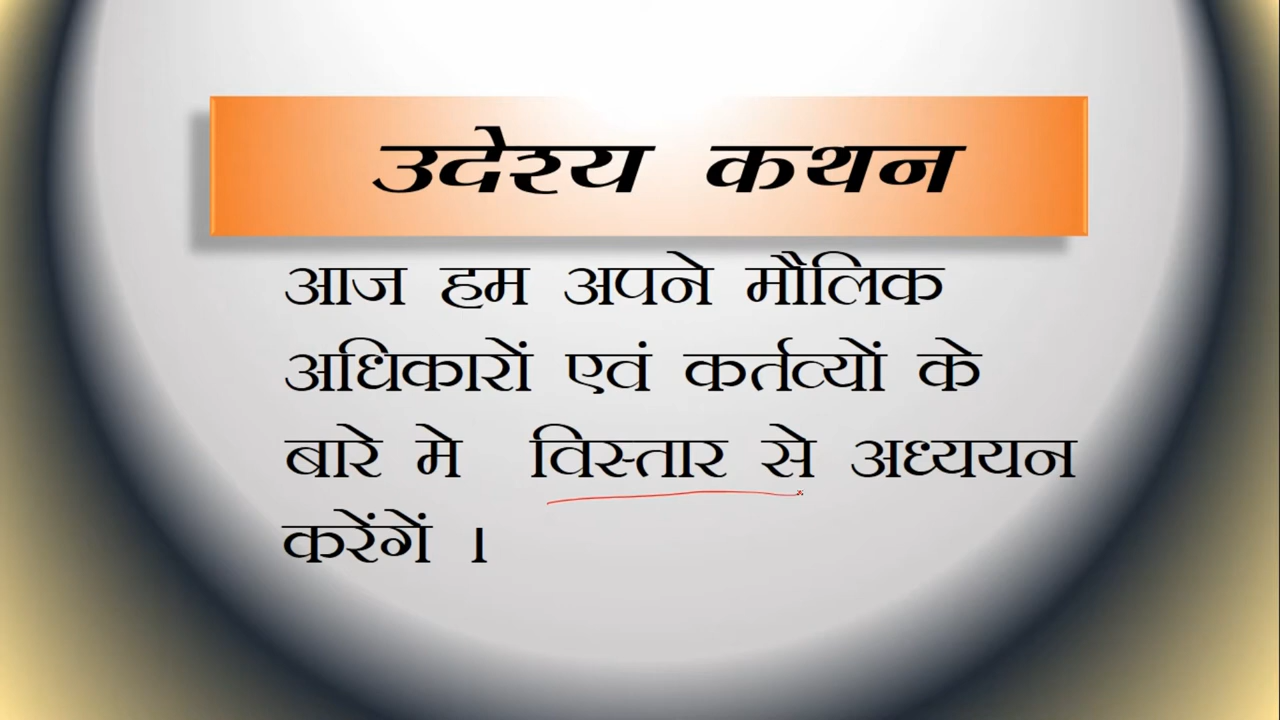 उदेश्य कथन
आज हम अपने मौलिक
अधिकारों एवं कर्तव्यों के
बारे मे विस्तार से अध्ययन
करेंगें ।